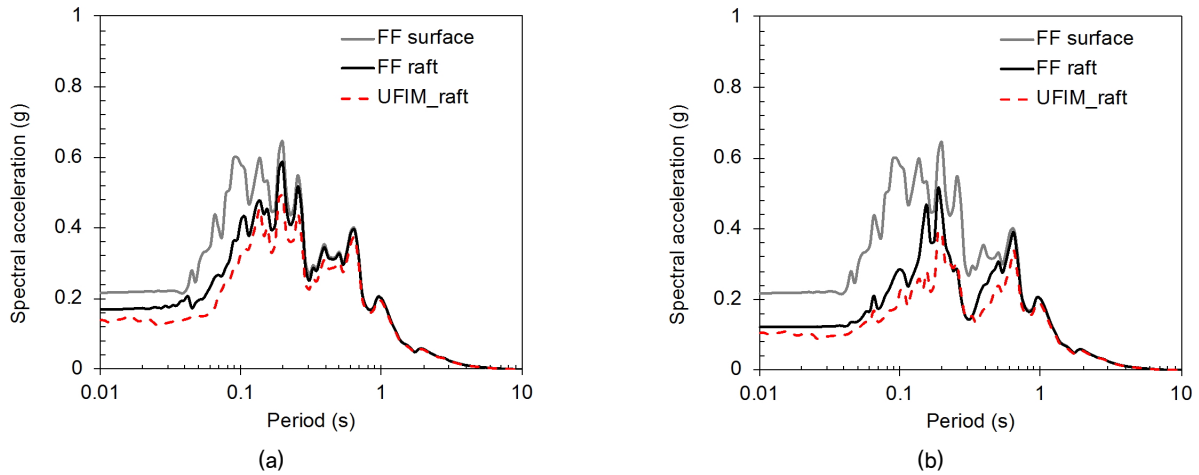 1
0.8
0.6
0.4
0.2
0
Spectral acceleration (g)
FF surface
FF raft
UFIM_raft
0.01
0.1
1
10
Period (s)
(a)
1
0.8
0.6
0.4
0.2
0
Spectral acceleration (g)
FF surface
FF raft
UFIM_raft
0.01
0.1
1
10
Period (s)
(b)